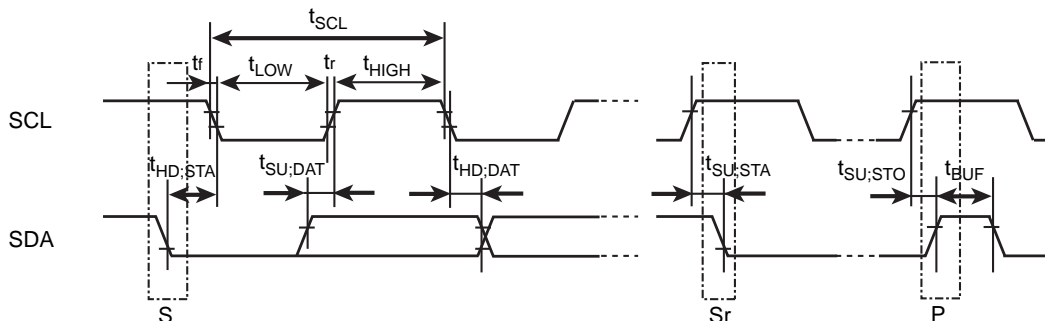 tSCL
tf tLOW tr tHIGH
SCL
tHD;STA tSU;DAT tHD;DAT tSU;STA tSU;STO tBUF
SDA
S Sr P